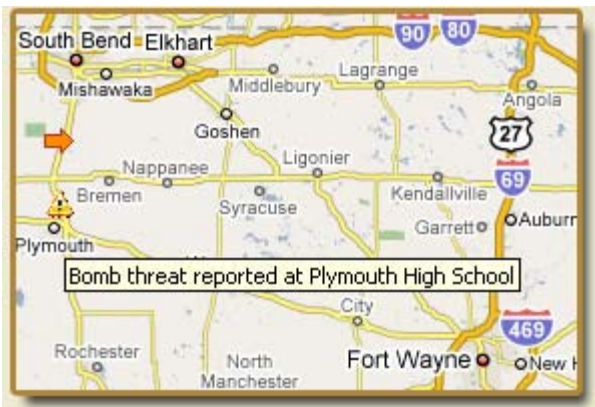 90
80
South Bend
Elkhart
Mishawaka
Middlebury
Lagrange
Angola
Goshen
27
Nappanee
Ligonier
69
Bremen
Syracuse
Kendallville
Garrett
Auburn
Plymouth
Bomb threat reported at Plymouth High School
City
469
Rochester
North
Manchester
Fort Wayne
New H